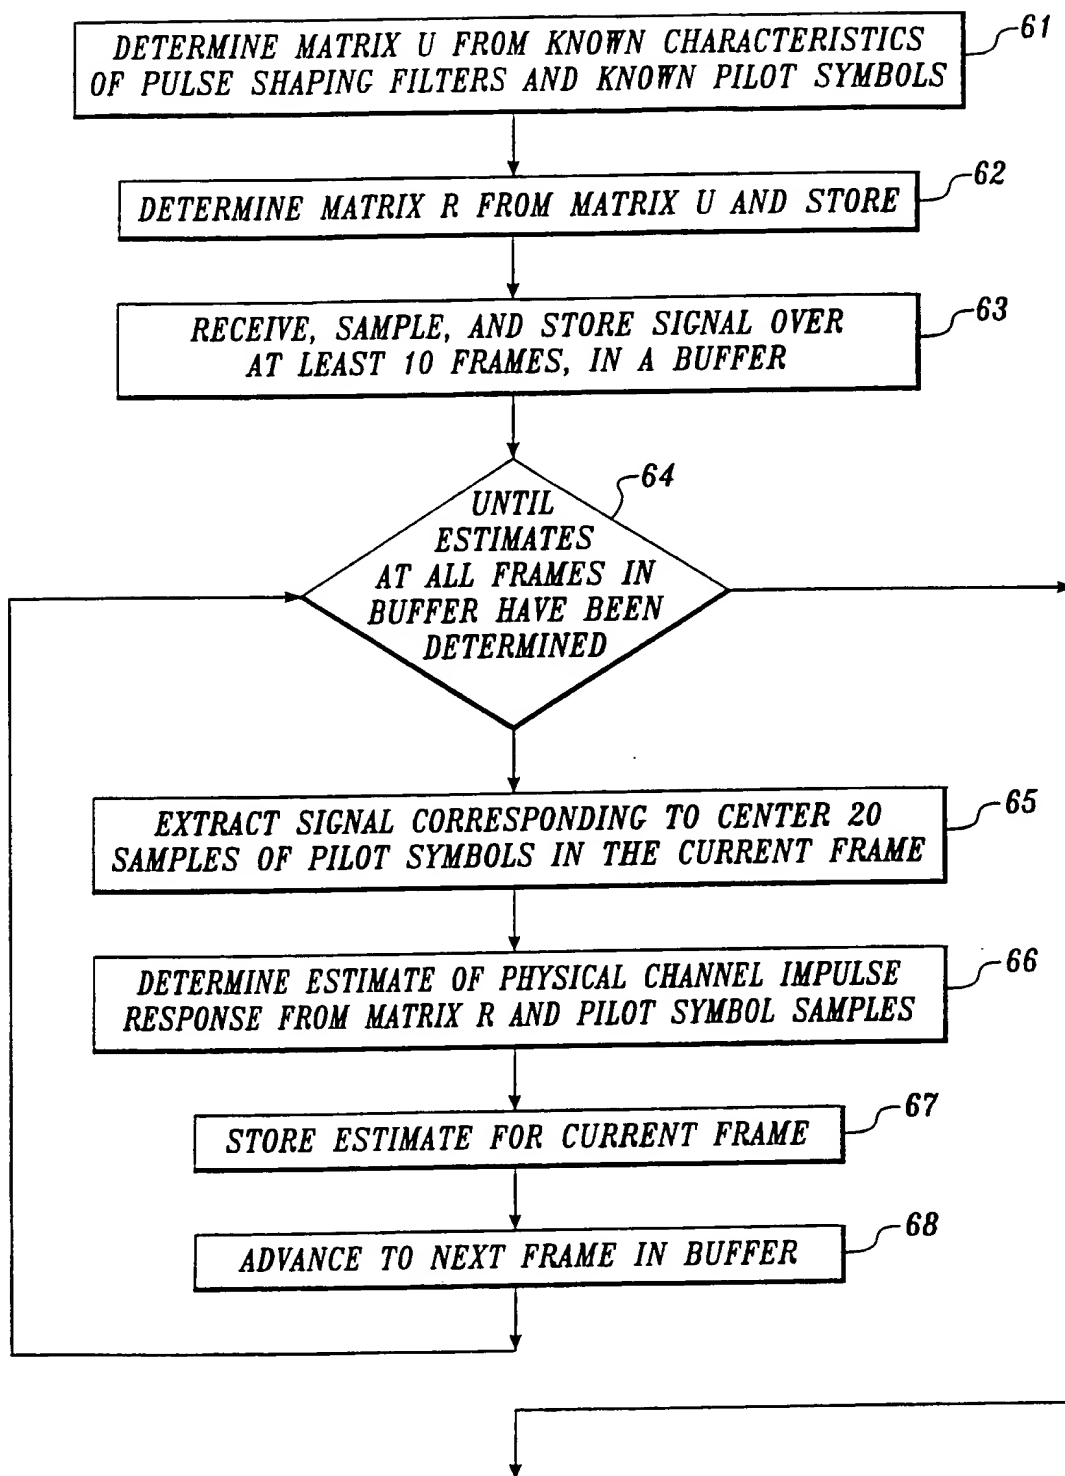 61
DETERMINE MATRIX U FROM KNOWN CHARACTERISTICS
OF PULSE SHAPING FILTERS AND KNOWN PILOT SYMBOLS
62
DETERMINE MATRIX R FROM MATRIX U AND STORE
63
RECEIVE, SAMPLE, AND STORE SIGNAL OVER
AT LEAST 10 FRAMES, IN A BUFFER
64
UNTIL
ESTIMATES
AT ALL FRAMES IN
BUFFER HAVE BEEN
DETERMINED
65
EXTRACT SIGNAL CORRESPONDING TO CENTER 20
SAMPLES OF PILOT SYMBOLS IN THE CURRENT FRAME
66
DETERMINE ESTIMATE OF PHYSICAL CHANNEL IMPULSE
RESPONSE FROM MATRIX R AND PILOT SYMBOL SAMPLES
67
STORE ESTIMATE FOR CURRENT FRAME
68
ADVANCE TO NEXT FRAME IN BUFFER